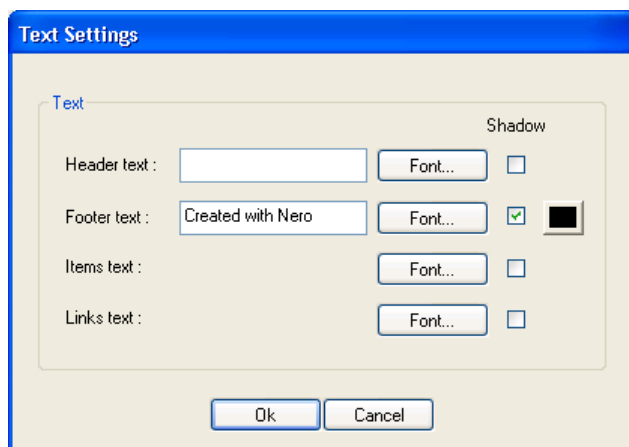 Text Settings
Text
Shadow
Header text : Font...
Footer text : Created with Nero Font...
Items text : Font...
Links text : Font...
Ok Cancel